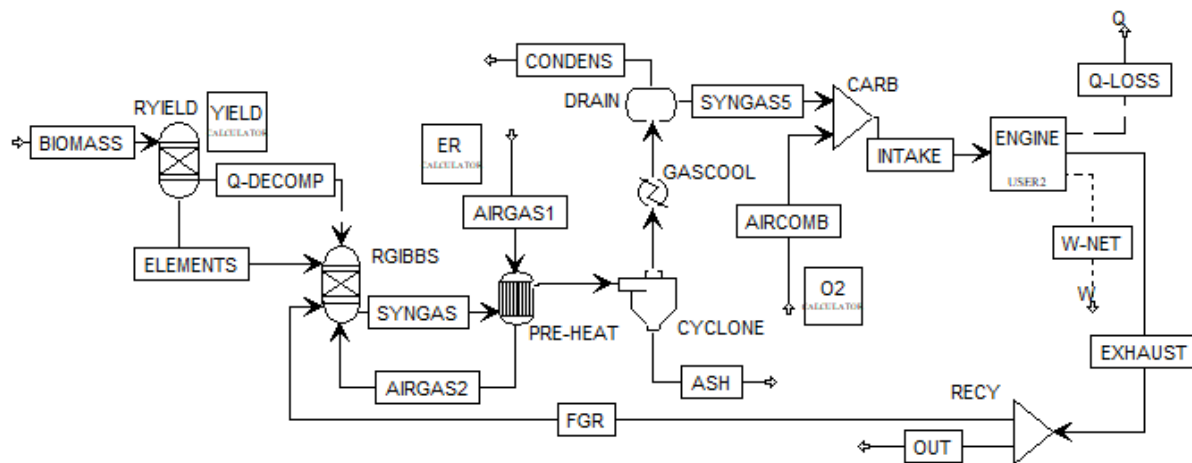 Q
CONDENS
Q-LOSS
CARB
DRAIN
SYNGAS5
RYIELD
YIELD
CALCULATOR
ER
CALCULATOR
ENGINE
USER2
BIOMASS
INTAKE
Q-DECOMP
GASCOOL
AIRGAS1
AIRCOMB
W-NET
ELEMENTS
RGIBBS
O2
CALCULATOR
W
SYNGAS
PRE-HEAT
CYCLONE
EXHAUST
AIRGAS2
ASH
RECY
FGR
OUT